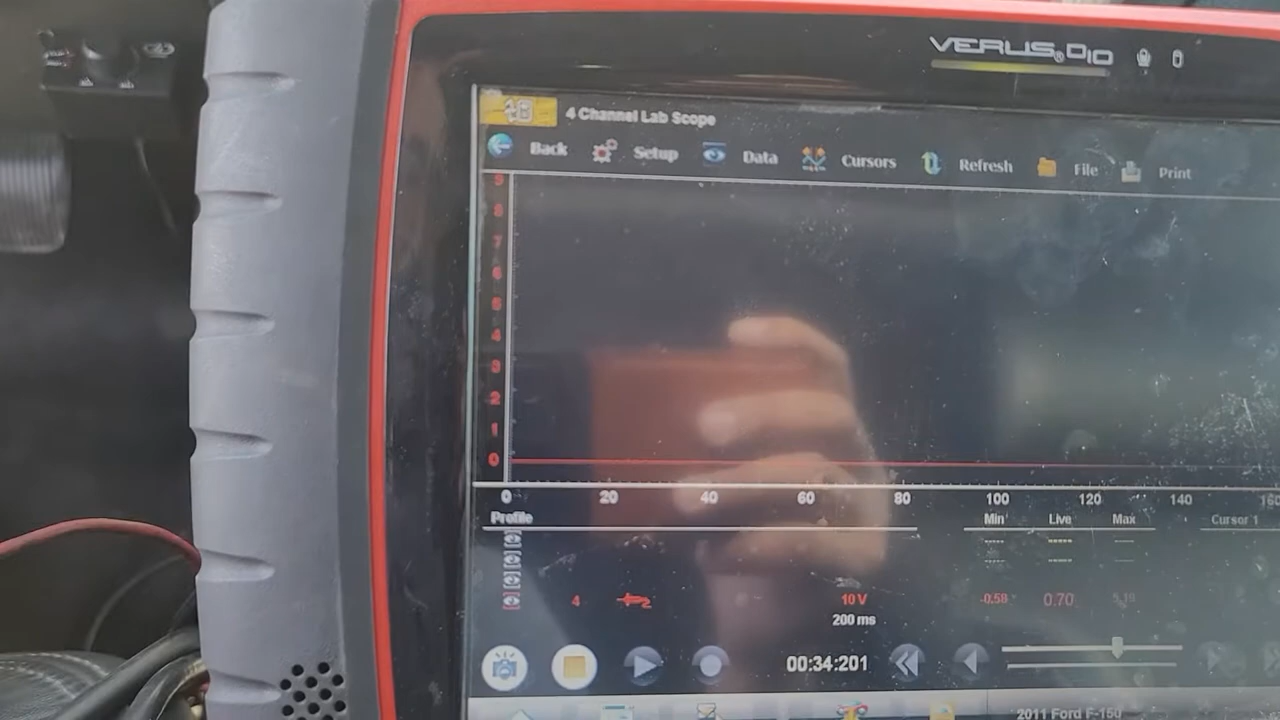 VERUS® D10
4 Channel Lab Scope
Back Setup Data Cursors Refresh File Print
9
8
7
6
5
4
3
2
1
0
0 20 40 60 80 100 120 140 160
Profile Min Live Max Cursor 1
4 10 V -0.58 0.70
200 ms
00:34:201
2011 Ford F-150